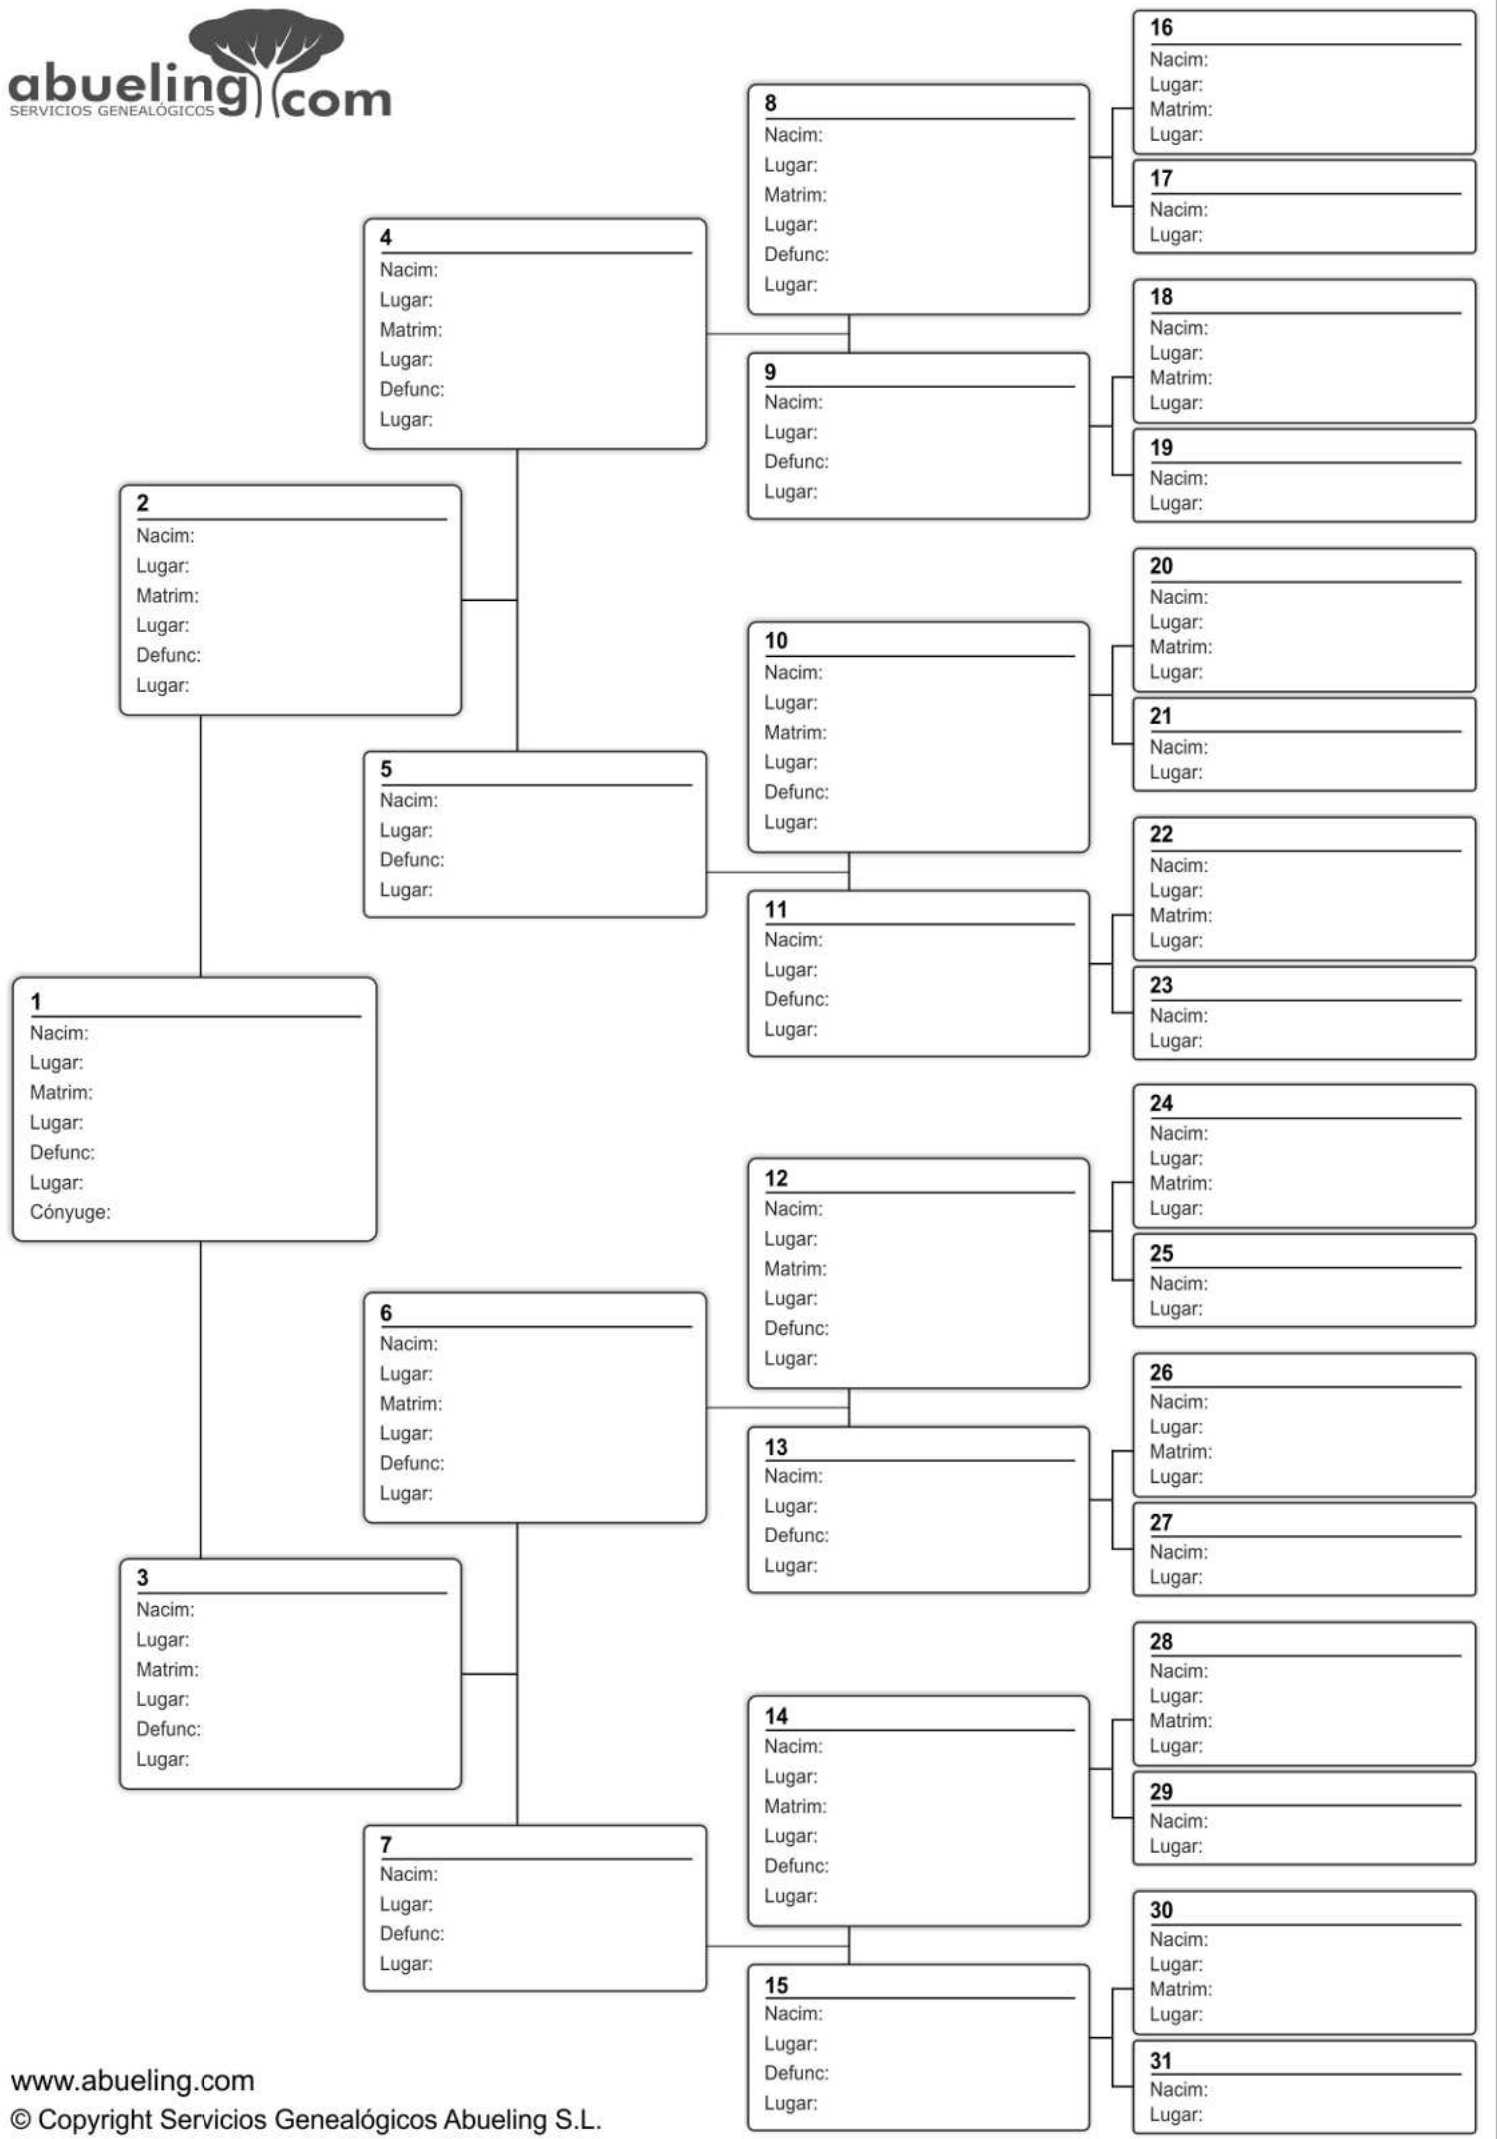 abueling com
SERVICIOS GENEALÓGICOS
1
Nacim:
Lugar:
Matrim:
Lugar:
Defunc:
Lugar:
Cónyuge:
2
Nacim:
Lugar:
Matrim:
Lugar:
Defunc:
Lugar:
3
Nacim:
Lugar:
Matrim:
Lugar:
Defunc:
Lugar:
4
Nacim:
Lugar:
Matrim:
Lugar:
Defunc:
Lugar:
5
Nacim:
Lugar:
Defunc:
Lugar:
6
Nacim:
Lugar:
Matrim:
Lugar:
Defunc:
Lugar:
7
Nacim:
Lugar:
Defunc:
Lugar:
8
Nacim:
Lugar:
Matrim:
Lugar:
Defunc:
Lugar:
9
Nacim:
Lugar:
Defunc:
Lugar:
10
Nacim:
Lugar:
Matrim:
Lugar:
Defunc:
Lugar:
11
Nacim:
Lugar:
Defunc:
Lugar:
12
Nacim:
Lugar:
Matrim:
Lugar:
Defunc:
Lugar:
13
Nacim:
Lugar:
Defunc:
Lugar:
14
Nacim:
Lugar:
Matrim:
Lugar:
Defunc:
Lugar:
15
Nacim:
Lugar:
Defunc:
Lugar:
16
Nacim:
Lugar:
Matrim:
Lugar:
17
Nacim:
Lugar:
18
Nacim:
Lugar:
Matrim:
Lugar:
19
Nacim:
Lugar:
20
Nacim:
Lugar:
Matrim:
Lugar:
21
Nacim:
Lugar:
22
Nacim:
Lugar:
Matrim:
Lugar:
23
Nacim:
Lugar:
24
Nacim:
Lugar:
Matrim:
Lugar:
25
Nacim:
Lugar:
26
Nacim:
Lugar:
Matrim:
Lugar:
27
Nacim:
Lugar:
28
Nacim:
Lugar:
Matrim:
Lugar:
29
Nacim:
Lugar:
30
Nacim:
Lugar:
Matrim:
Lugar:
31
Nacim:
Lugar:
www.abueling.com
© Copyright Servicios Genealógicos Abueling S.L.